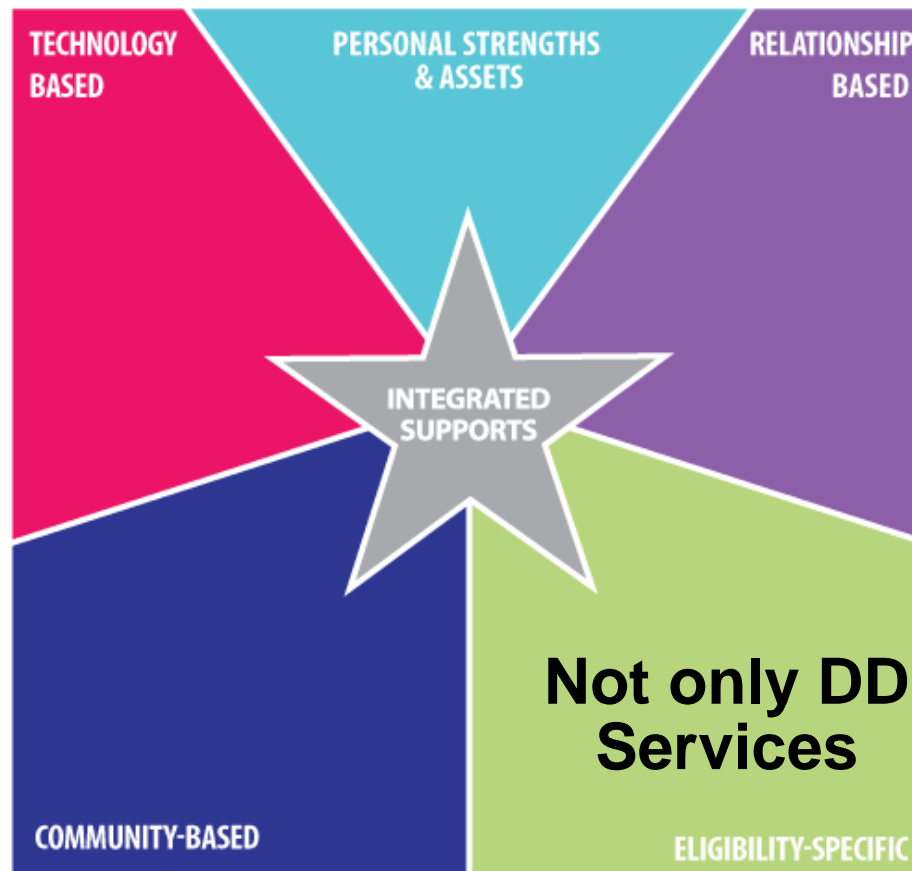 TECHNOLOGY
BASED
PERSONAL STRENGTHS
& ASSETS
RELATIONSHIP
BASED
INTEGRATED
SUPPORTS
Not only DD
Services
COMMUNITY-BASED
ELIGIBILITY-SPECIFIC